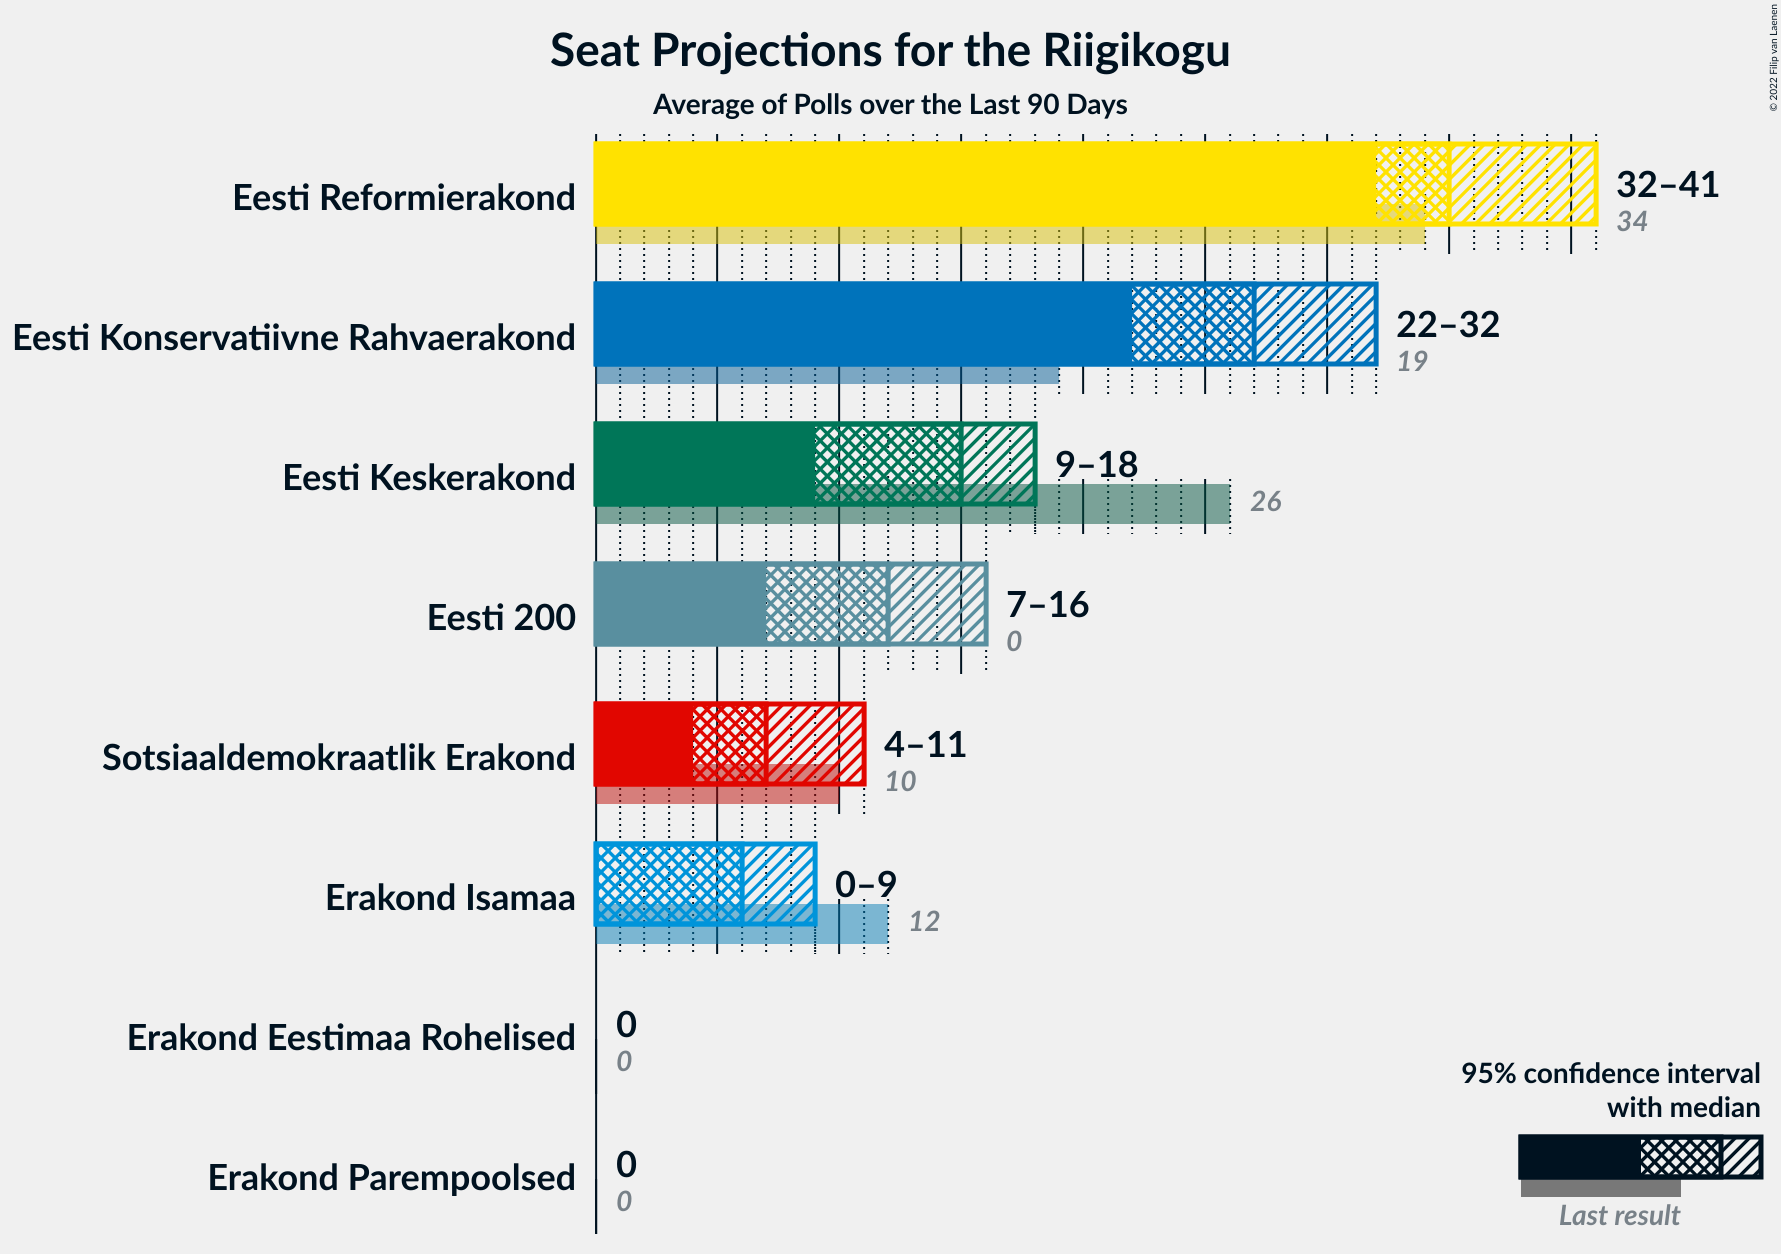 Seat Projections for the Riigikogu
Average of Polls over the Last 90 Days
© 2022 Filip van Laenen
Eesti Reformierakond
32–41
34
Eesti Konservatiivne Rahvaerakond
22–32
19
Eesti Keskerakond
9–18
26
Eesti 200
7–16
0
Sotsiaaldemokraatlik Erakond
4–11
10
Erakond Isamaa
0–9
12
Erakond Eestimaa Rohelised
0
0
Erakond Parempoolsed
0
0
95% confidence interval
with median
Last result